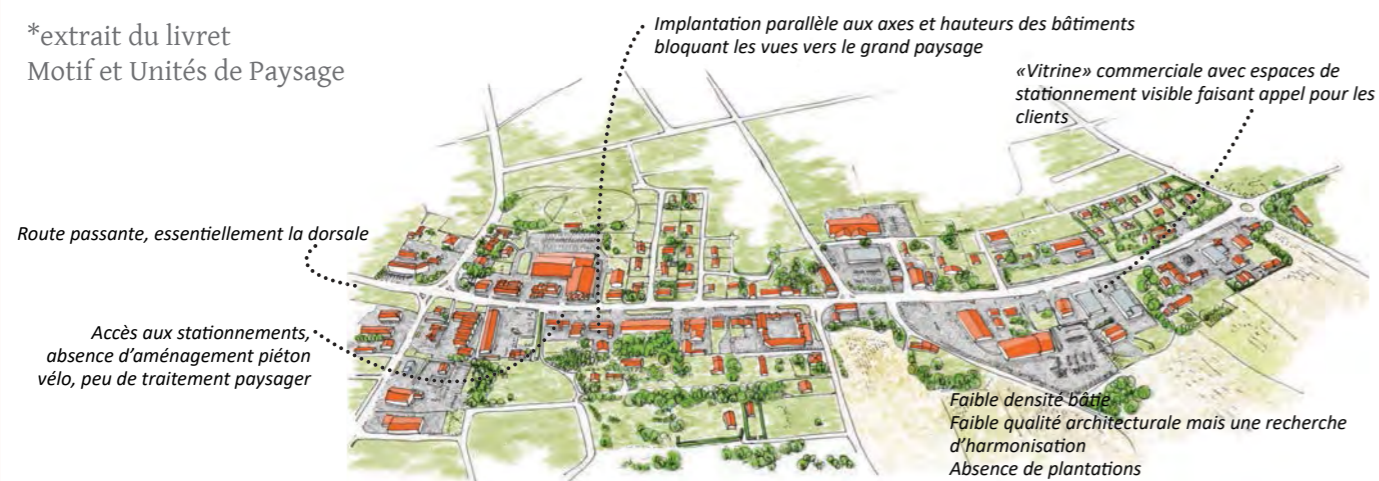 *extrait du livret
Motif et Unités de Paysage
Implantation parallèle aux axes et hauteurs des bâtiments
bloquant les vues vers le grand paysage
«Vitrine» commerciale avec espaces de
stationnement visible faisant appel pour les
clients
Route passante, essentiellement la dorsale
Accès aux stationnements,
absence d'aménagement piéton
vélo, peu de traitement paysager
Faible densité bâtie
Faible qualité architecturale mais une recherche
d'harmonisation
Absence de plantations